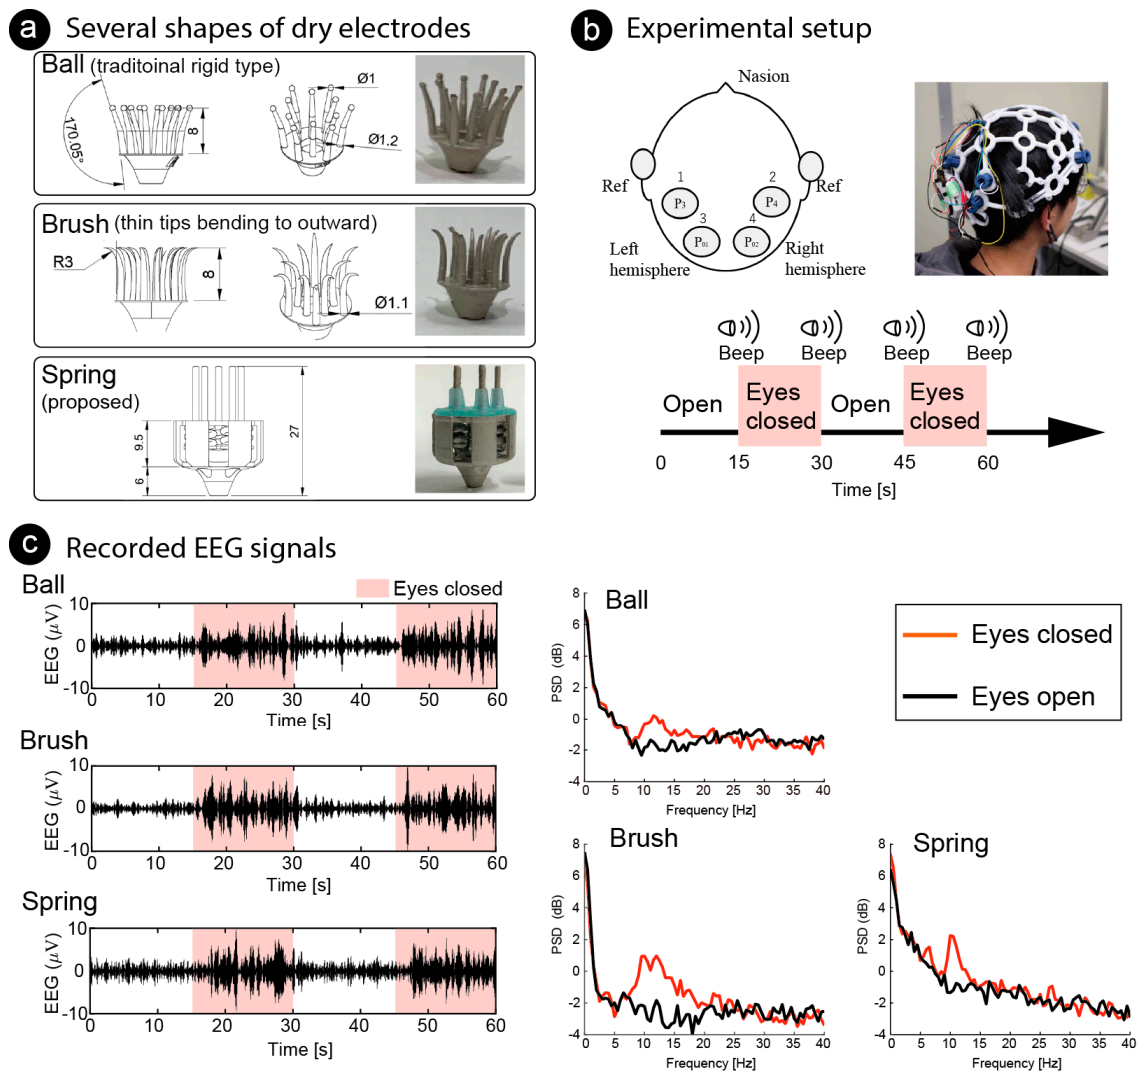 a Several shapes of dry electrodes
Ball (traditoinal rigid type)
170.05°
8
Ø1
Ø1.2
Brush (thin tips bending to outward)
R3
8
Ø1.1
Spring
(proposed)
9.5
6
27
b Experimental setup
Nasion
Ref
Ref
1
2
P3
P4
3
4
P01
P02
Left
hemisphere
Right
hemisphere
Beep
Beep
Beep
Beep
Open
Eyes
closed
Open
Eyes
closed
0
15
30
45
60
Time [s]
c Recorded EEG signals
Ball
Eyes closed
EEG (μV)
10
0
-10
0 10 20 30 40 50 60
Time [s]
Brush
EEG (μV)
10
0
-10
0 10 20 30 40 50 60
Time [s]
Spring
EEG (μV)
10
0
-10
0 10 20 30 40 50 60
Time [s]
Ball
PSD (dB)
8
6
4
2
0
-2
-4
0 5 10 15 20 25 30 35 40
Frequency [Hz]
Eyes closed
Eyes open
Brush
PSD (dB)
8
6
4
2
0
-2
-4
0 5 10 15 20 25 30 35 40
Frequency [Hz]
Spring
PSD (dB)
8
6
4
2
0
-2
-4
0 5 10 15 20 25 30 35 40
Frequency [Hz]